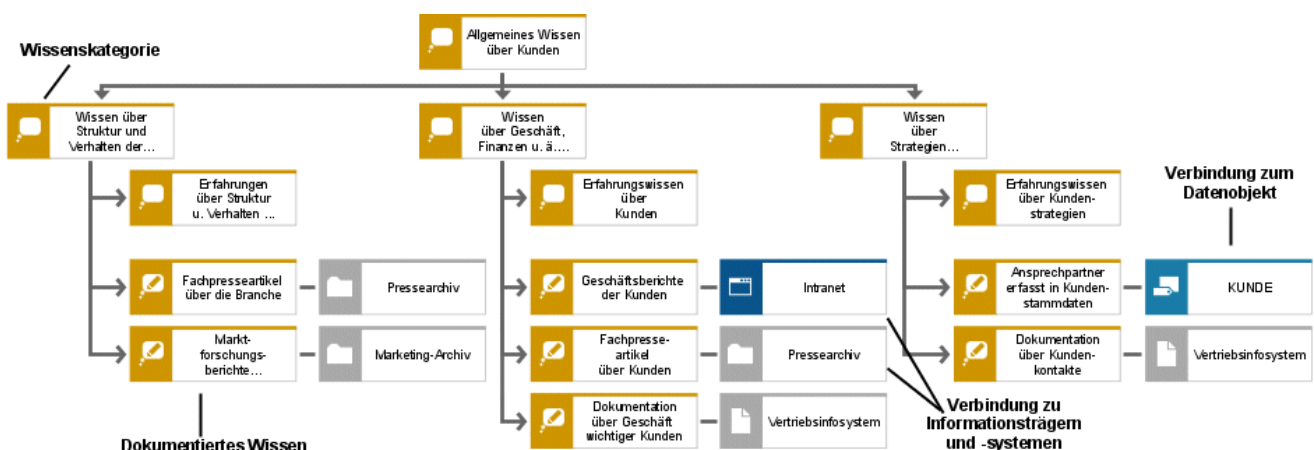 Allgemeines Wissen
über Kunden
Wissenskategorie
Wissen über
Struktur und
Verhalten der...
Wissen
über Geschäft,
Finanzen u. ä....
Wissen
über
Strategien...
Erfahrungen
über Struktur
u. Verhalten ...
Erfahrungswissen
über
Kunden
Erfahrungswissen
über Kunden-
strategien
Verbindung zum
Datenobjekt
Fachpresseartikel
über die Branche
Pressearchiv
Geschäftsberichte
der Kunden
Intranet
Ansprechpartner
erfasst in Kunden-
stammdaten
KUNDE
Markt-
forschungs-
berichte...
Marketing-Archiv
Fachpresse-
artikel
über Kunden
Pressearchiv
Dokumentation
über Kunden-
kontakte
Vertriebsinfosystem
Dokumentation
über Geschäft
wichtiger Kunden
Vertriebsinfosystem
Verbindung zu
Informationsträgern
und -systemen
Dokumentiertes Wissen